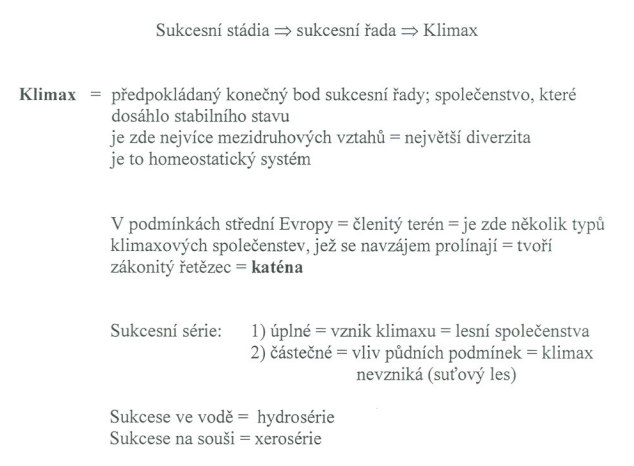 Sukcesní stádia ⇒ sukcesní řada ⇒ Klimax
Klimax = předpokládaný konečný bod sukcesní řady; společenstvo, které
dosáhlo stabilního stavu
je zde nejvíce mezidruhových vztahů = největší diverzita
je to homeostatický systém
V podmínkách střední Evropy = členitý terén = je zde několik typů
klimaxových společenstev, jež se navzájem prolínají = tvoří
zákonitý řetězec = katéna
Sukcesní série: 1) úplné = vznik klimaxu = lesní společenstva
2) částečné = vliv půdních podmínek = klimax
nevzniká (suťový les)
Sukcese ve vodě = hydrosérie
Sukcese na souši = xerosérie